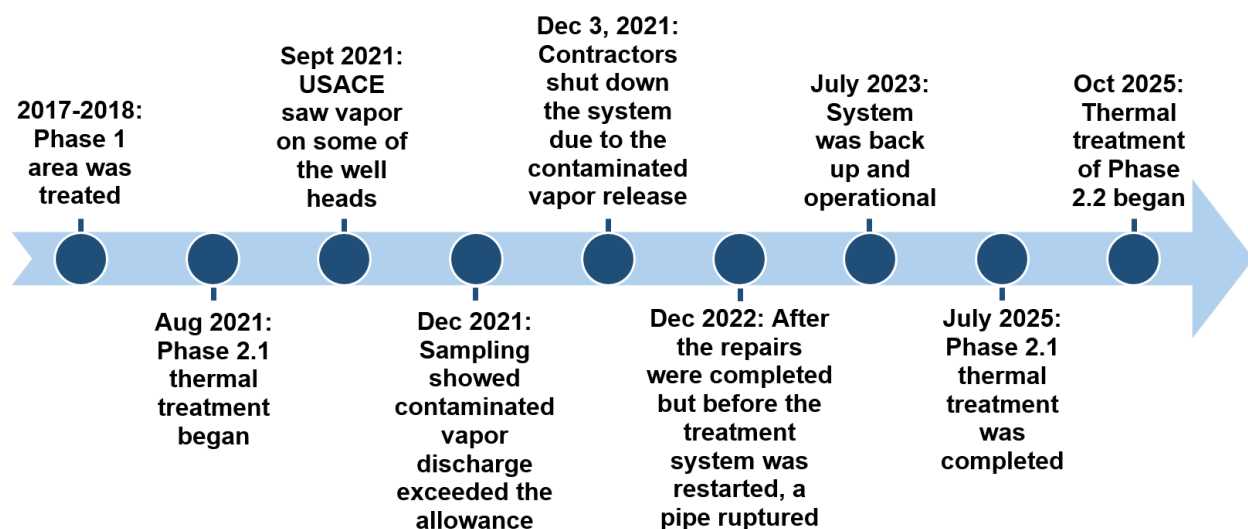 2017-2018:
Phase 1
area was
treated
Aug 2021:
Phase 2.1
thermal
treatment
began
Sept 2021:
USACE
saw vapor
on some of
the well
heads
Dec 2021:
Sampling
showed
contaminated
vapor
discharge
exceeded the
allowance
Dec 3, 2021:
Contractors
shut down
the system
due to the
contaminated
vapor release
Dec 2022: After
the repairs
were completed
but before the
treatment
system was
restarted, a
pipe ruptured
July 2023:
System
was back
up and
operational
July 2025:
Phase 2.1
thermal
treatment
was
completed
Oct 2025:
Thermal
treatment
of Phase
2.2 began